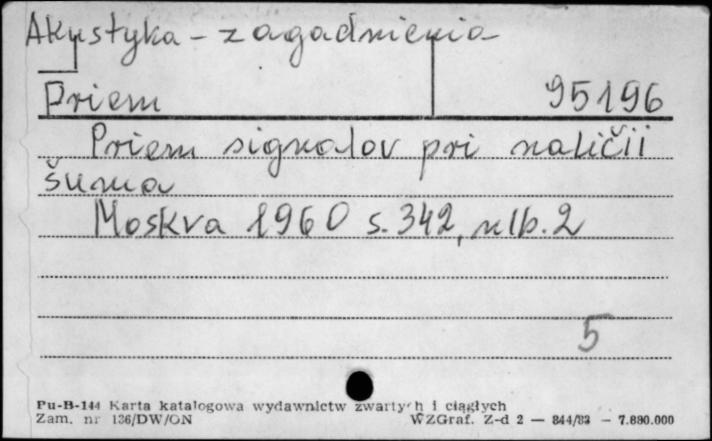 Akustyka - zagadnienia
Priem 95196
Priem signalov pri naličii
šuma
Moskva 1960 s. 342, nlb. 2
5
Pu-B-144 Karta katalogowa wydawnictw zwartych i ciągłych
Zam. nr 136/DW/ON WZGraf. Z-d 2 — 844/83 — 7.880.000